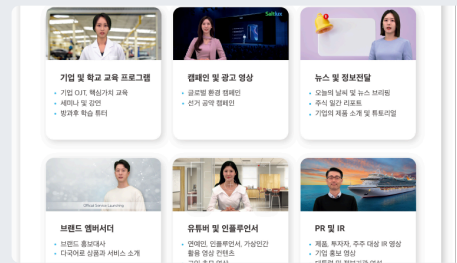 Saltlux
기업 및 학교 교육 프로그램
• 기업 OJT, 핵심가치 교육
• 세미나 및 강연
• 방과후 학습 튜터
캠페인 및 광고 영상
• 글로벌 환경 캠페인
• 선거 공약 캠페인
뉴스 및 정보전달
• 오늘의 날씨 및 뉴스 브리핑
• 주식 일간 리포트
• 기업의 제품 소개 및 튜토리얼
브랜드 엠버서더
• 브랜드 홍보대사
• 다국어로 상품과 서비스 소개
유튜버 및 인플루언서
• 연예인, 인플루언서, 가상인간
활용 영상 컨텐츠
PR 및 IR
• 제품, 투자자, 주주 대상 IR 영상
• 기업 홍보 영상